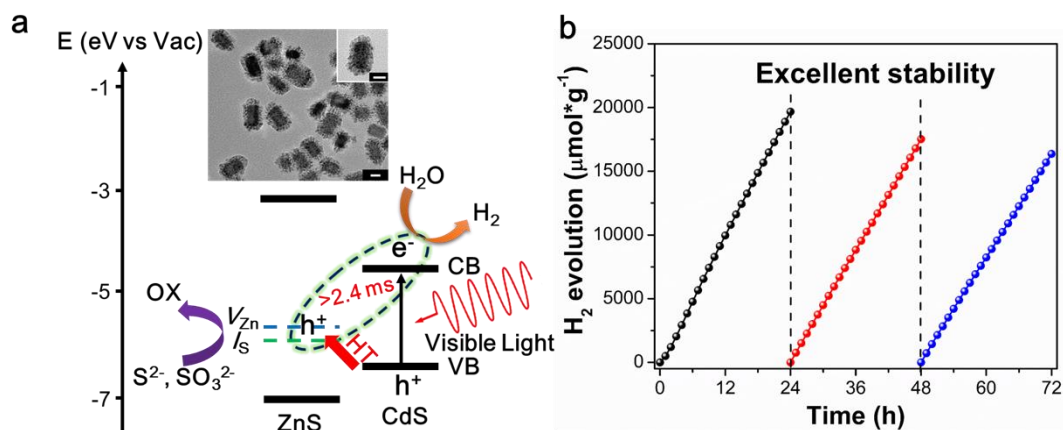 a
E (eV vs Vac)
-1
-3
-5
-7
H₂O
H₂
e⁻
CB
>2.4 ms
OX
V_Zn
I_S
h⁺
HT
Visible Light
VB
S²⁻, SO₃²⁻
h⁺
ZnS
CdS
b
H₂ evolution (μmol*g⁻¹)
25000
20000
15000
10000
5000
0
Excellent stability
0 12 24 36 48 60 72
Time (h)